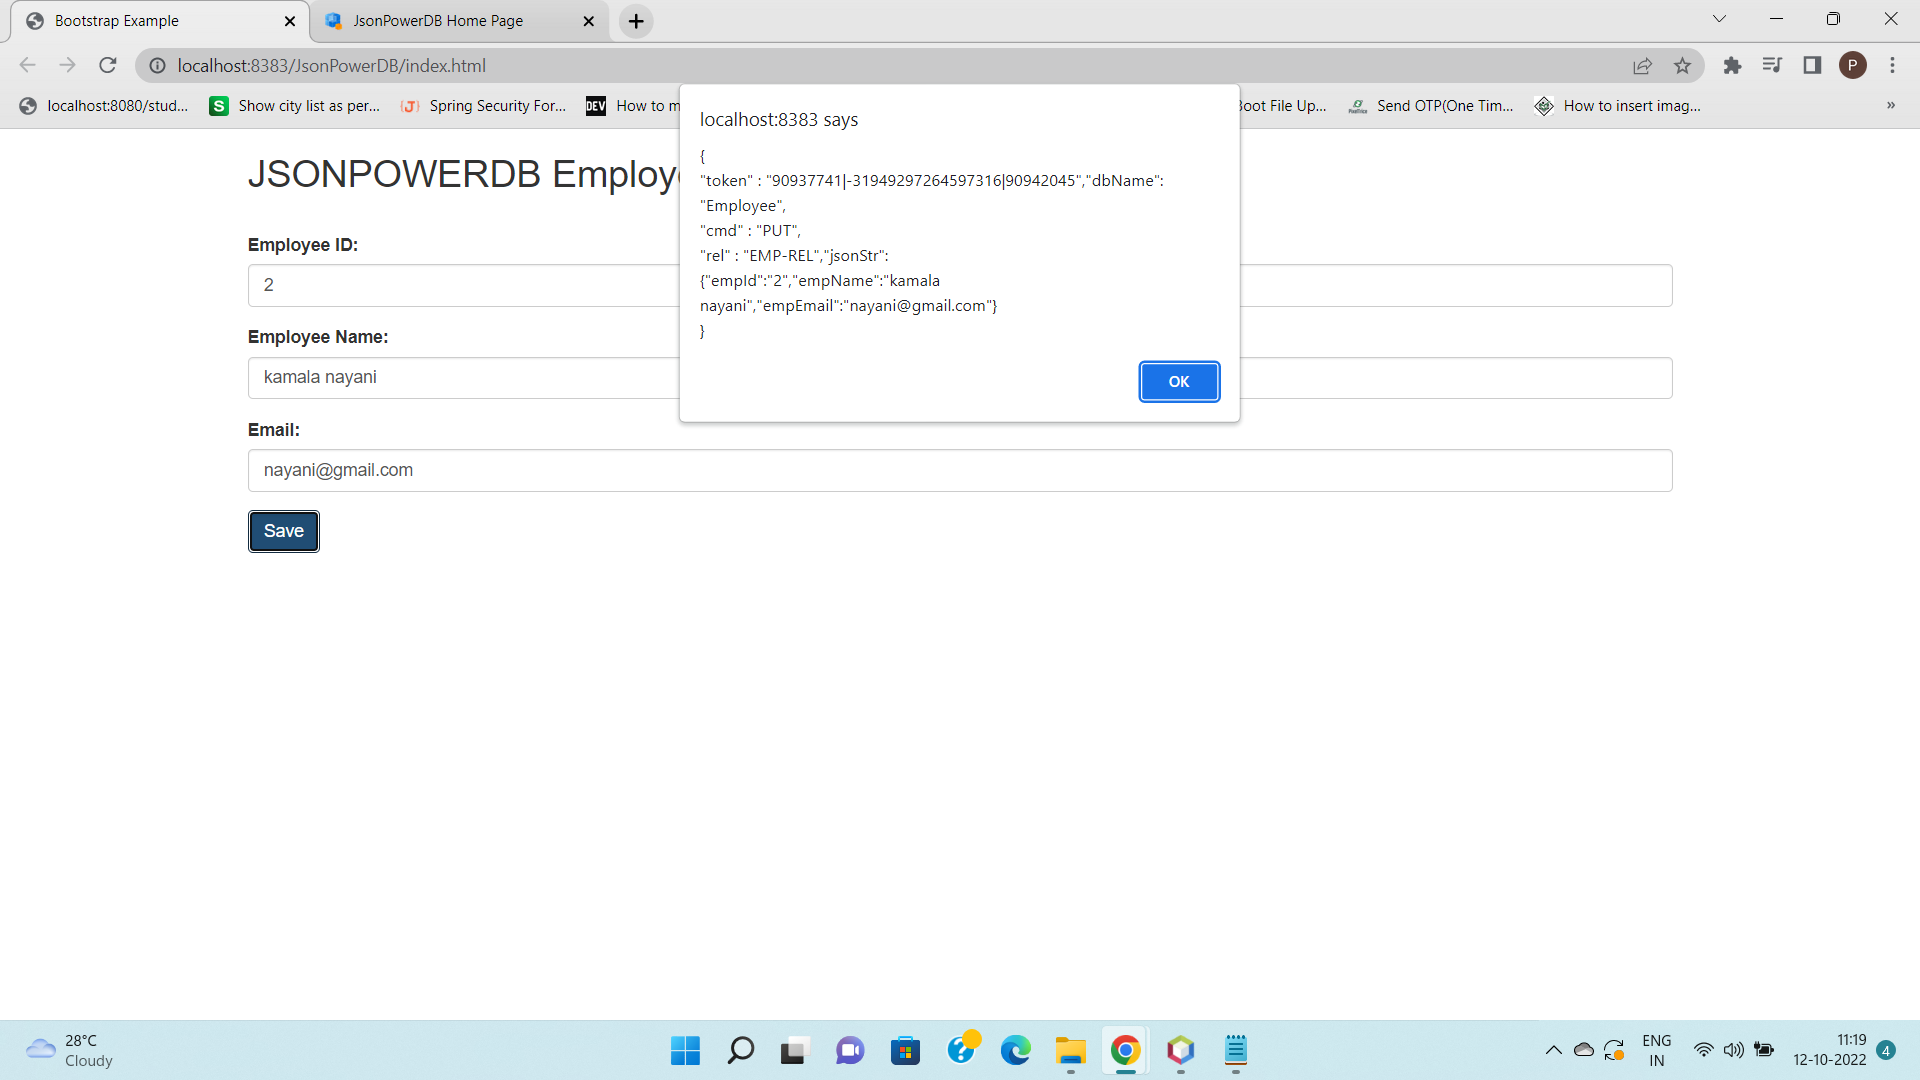 Bootstrap Example
JsonPowerDB Home Page
localhost:8383/JsonPowerDB/index.html
P
localhost:8080/stud...
S
Show city list as per...
{J}
Spring Security For...
DEV
How to m
Boot File Up...
Send OTP(One Tim...
How to insert imag...
»
localhost:8383 says
{
"token" : "90937741|-31949297264597316|90942045","dbName":
"Employee",
"cmd" : "PUT",
"rel" : "EMP-REL","jsonStr":
{"empId":"2","empName":"kamala
nayani","empEmail":"nayani@gmail.com"}
}
OK
JSONPOWERDB Employe
Employee ID:
2
Employee Name:
kamala nayani
Email:
nayani@gmail.com
Save
28°C
Cloudy
ENG
IN
11:19
12-10-2022
4